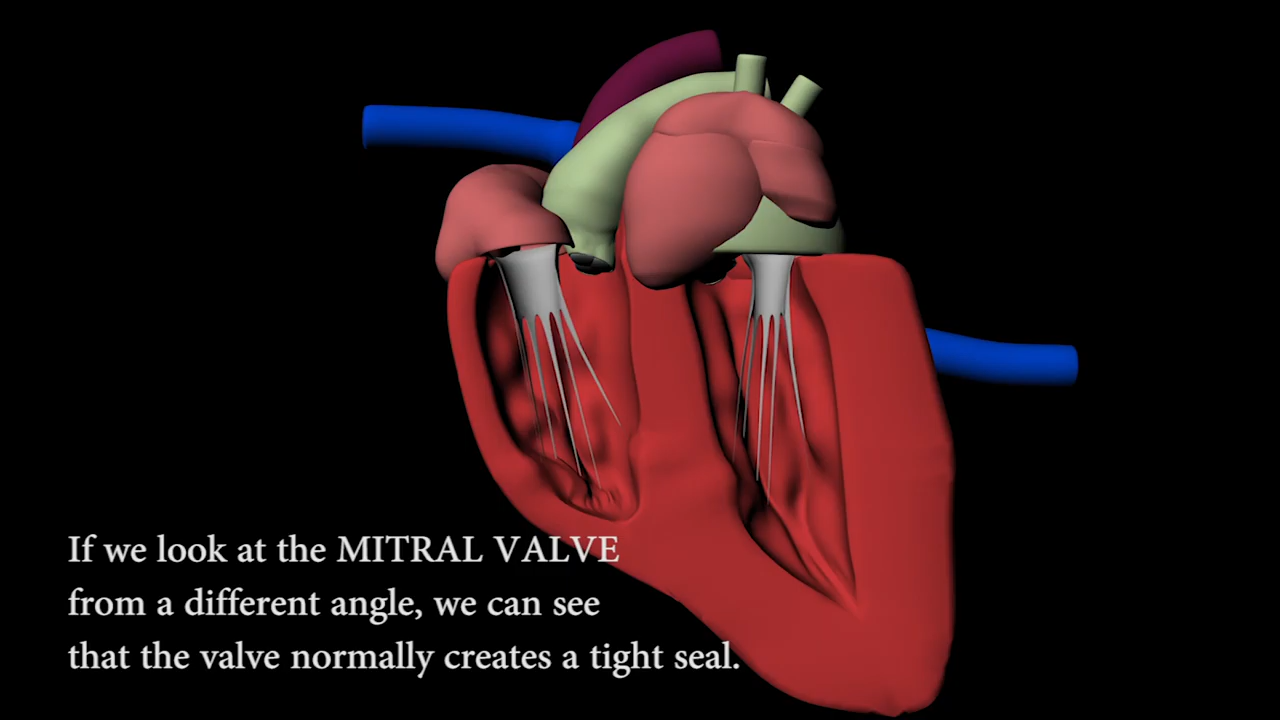 If we look at the MITRAL VALVE
from a different angle, we can see
that the valve normally creates a tight seal.